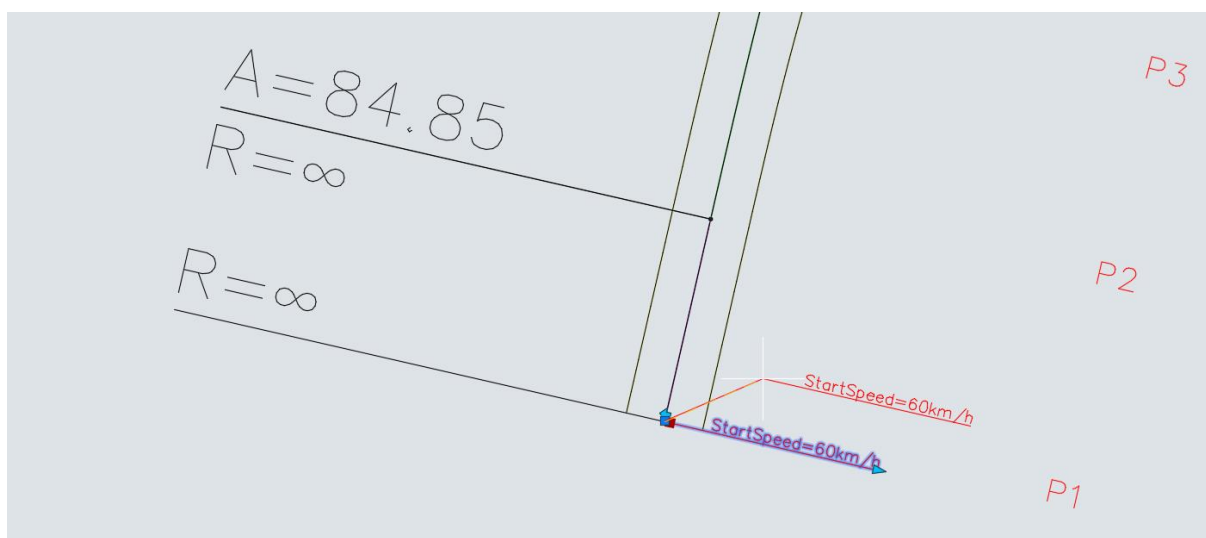 P3
A=84.85
R=∞
R=∞
P2
StartSpeed=60km/h
StartSpeed=60km/h
P1